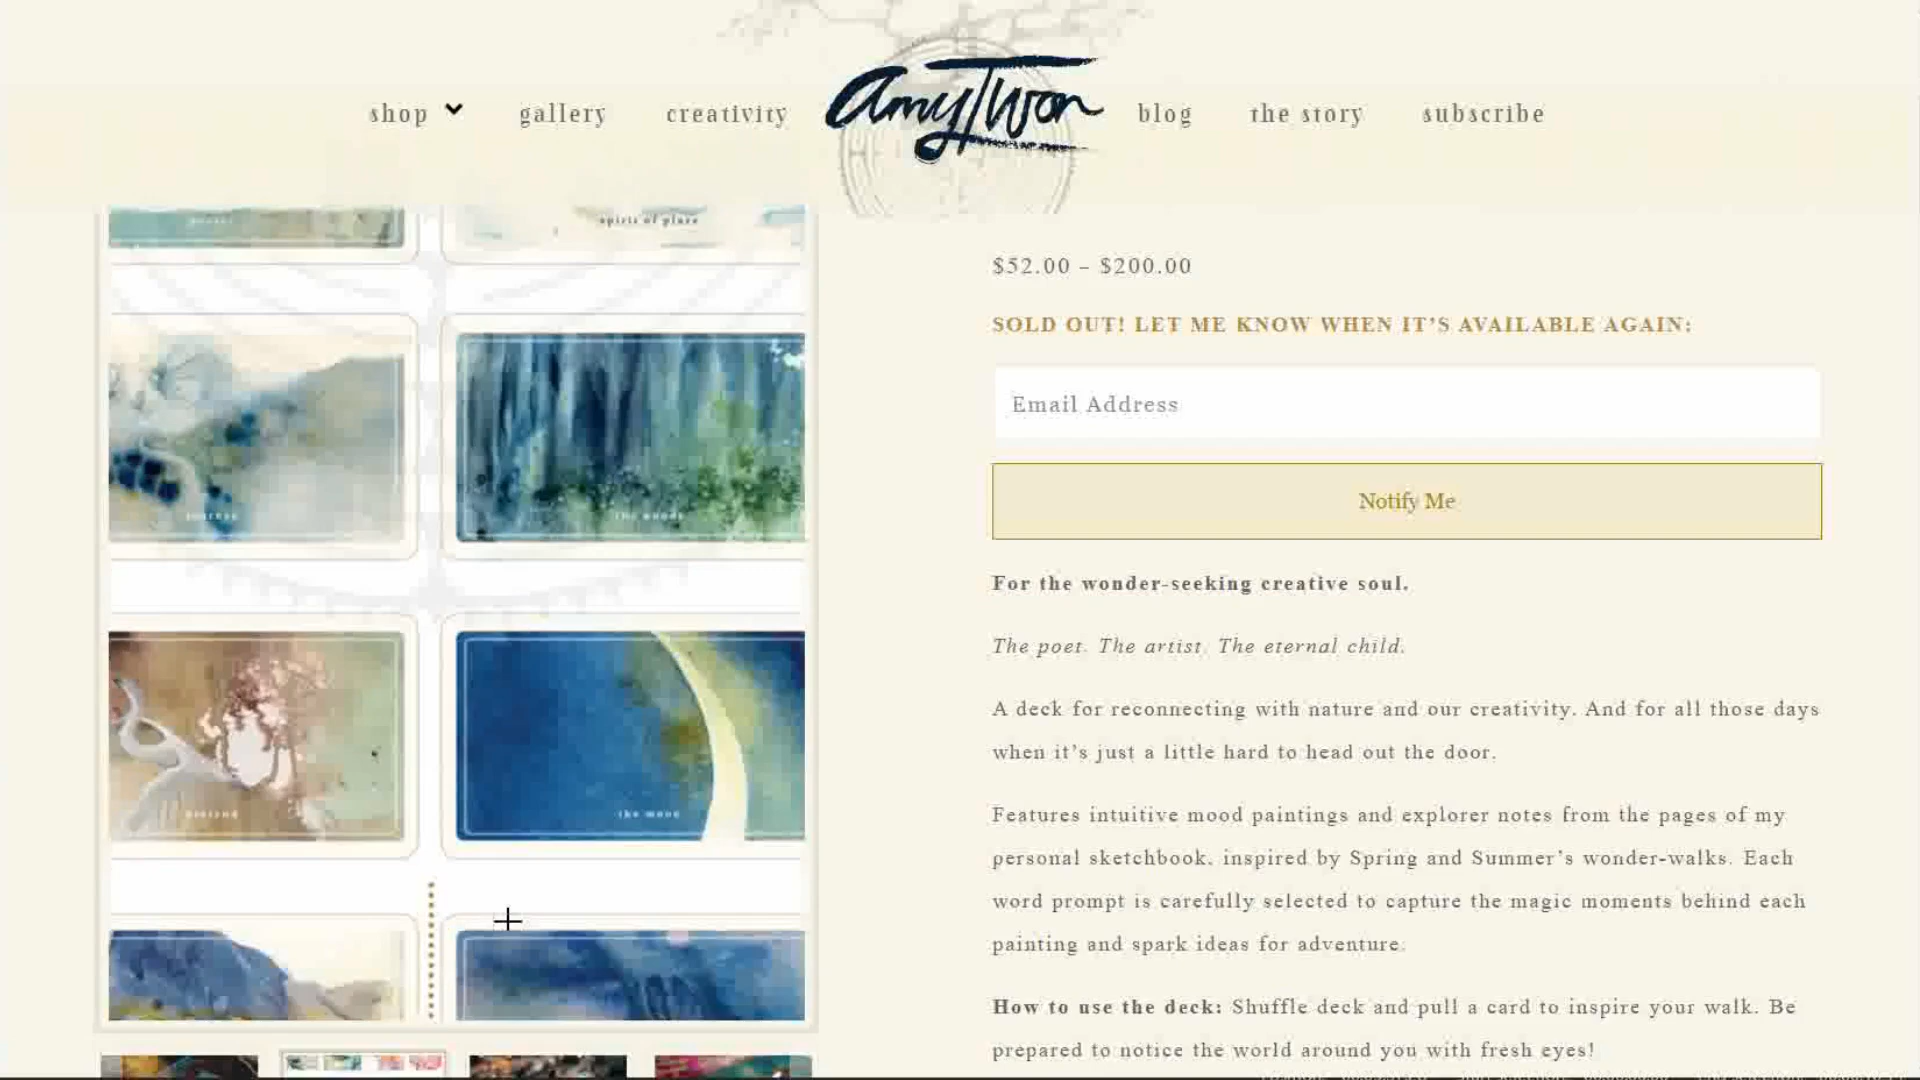 shop
gallery
creativity
AmyTwon
blog
the story
subscribe
spirit of place
$52.00 – $200.00
SOLD OUT! LET ME KNOW WHEN IT'S AVAILABLE AGAIN:
Email Address
Notify Me
the woods
For the wonder-seeking creative soul.
The poet. The artist. The eternal child.
A deck for reconnecting with nature and our creativity. And for all those days
when it's just a little hard to head out the door.
the moon
Features intuitive mood paintings and explorer notes from the pages of my
personal sketchbook, inspired by Spring and Summer's wonder-walks. Each
word prompt is carefully selected to capture the magic moments behind each
painting and spark ideas for adventure.
How to use the deck: Shuffle deck and pull a card to inspire your walk. Be
prepared to notice the world around you with fresh eyes!